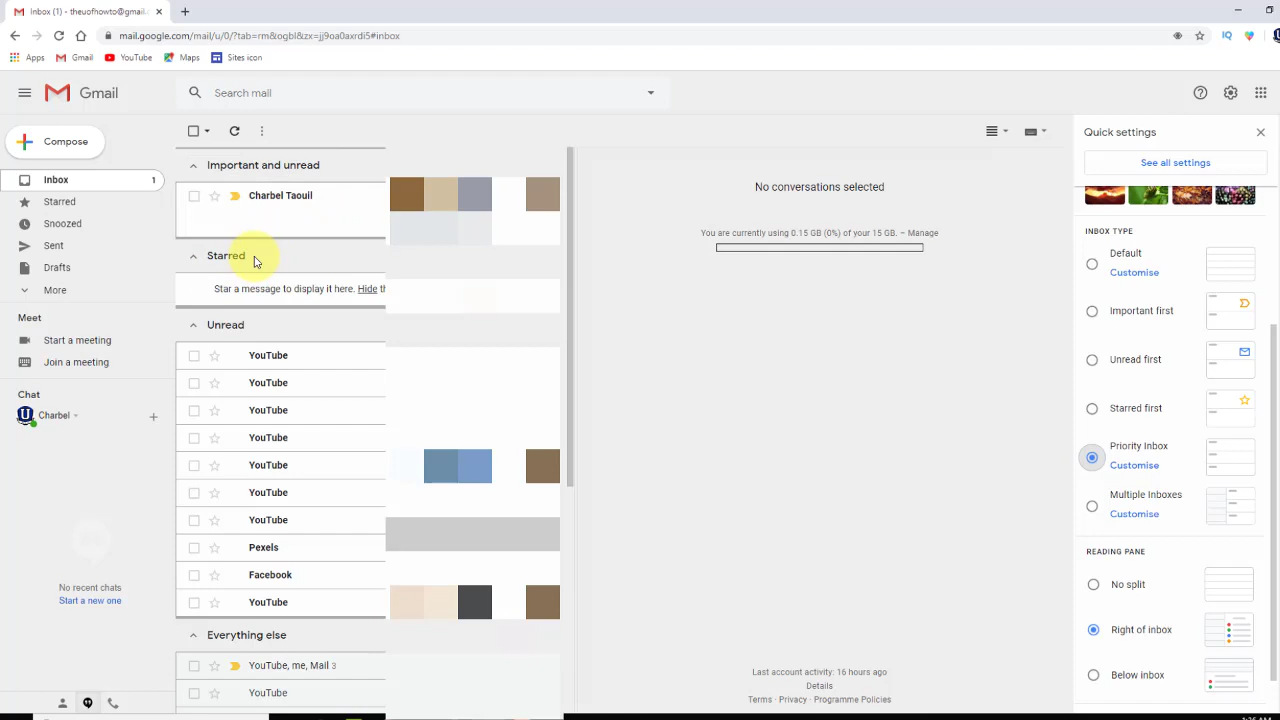 Inbox (1) - theuofhowto@gmail.
mail.google.com/mail/u/0/?tab=rm&ogbl&zx=jj9oa0axrdi5#inbox
Apps
Gmail
YouTube
Maps
Sites icon
Gmail
Search mail
Compose
Inbox 1
Starred
Snoozed
Sent
Drafts
More
Meet
Start a meeting
Join a meeting
Chat
Charbel
No recent chats
Start a new one
Important and unread
Charbel Taouil
Starred
Star a message to display it here. Hide th
Unread
YouTube
YouTube
YouTube
YouTube
YouTube
YouTube
YouTube
Pexels
Facebook
YouTube
Everything else
YouTube, me, Mail 3
YouTube
No conversations selected
You are currently using 0.15 GB (0%) of your 15 GB. – Manage
Last account activity: 16 hours ago
Details
Terms · Privacy · Programme Policies
Quick settings
See all settings
INBOX TYPE
Default
Customise
Important first
Unread first
Starred first
Priority Inbox
Customise
Multiple Inboxes
Customise
READING PANE
No split
Right of inbox
Below inbox